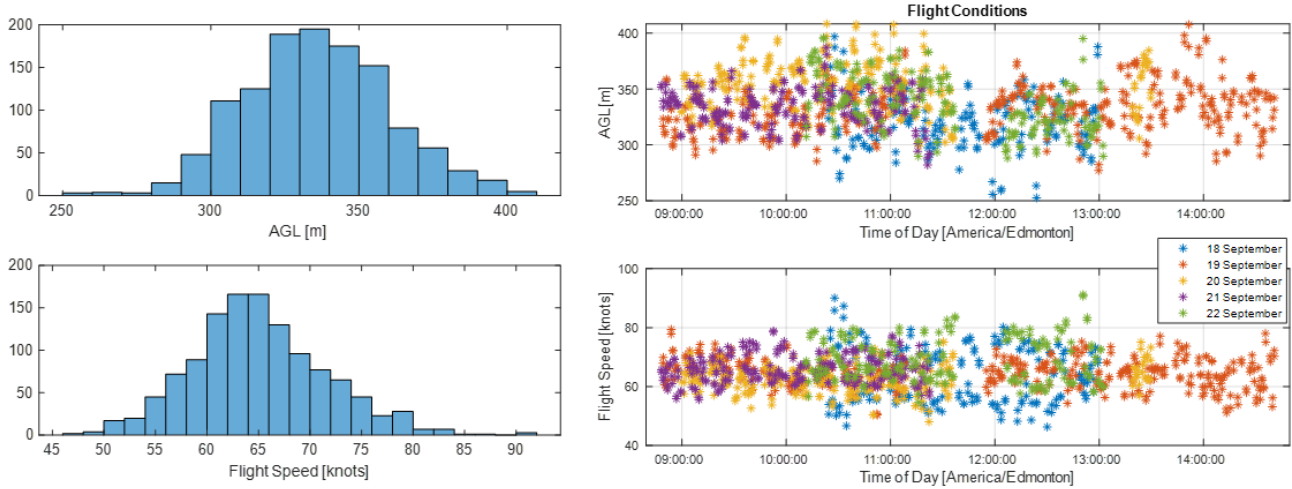 200
150
100
50
0
250 300 350 400
AGL [m]
Flight Conditions
400
350
300
250
AGL[m]
09:00:00 10:00:00 11:00:00 12:00:00 13:00:00 14:00:00
Time of Day [America/Edmonton]
200
150
100
50
0
45 50 55 60 65 70 75 80 85 90
Flight Speed [knots]
18 September
19 September
20 September
21 September
22 September
100
80
60
40
Flight Speed [knots]
09:00:00 10:00:00 11:00:00 12:00:00 13:00:00 14:00:00
Time of Day [America/Edmonton]